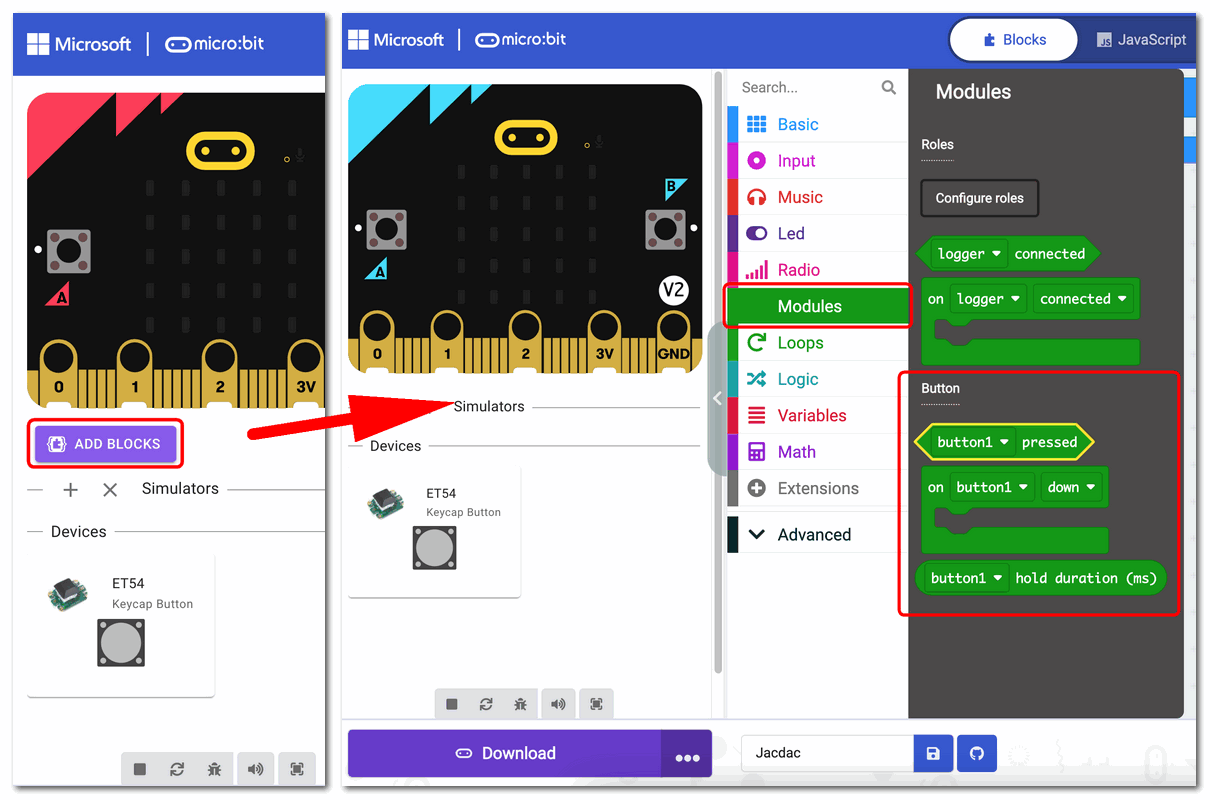 Microsoft | micro:bit
A
0 1 2 3V
ADD BLOCKS
Simulators
Devices
ET54
Keycap Button
Microsoft | micro:bit
Blocks
JS JavaScript
B
A
V2
0 1 2 3V GND
Simulators
Devices
ET54
Keycap Button
Download
Search...
Basic
Input
Music
Led
Radio
Modules
Loops
Logic
Variables
Math
Extensions
Advanced
Modules
Roles
Configure roles
logger connected
on logger connected
Button
button1 pressed
on button1 down
button1 hold duration (ms)
Jacdac